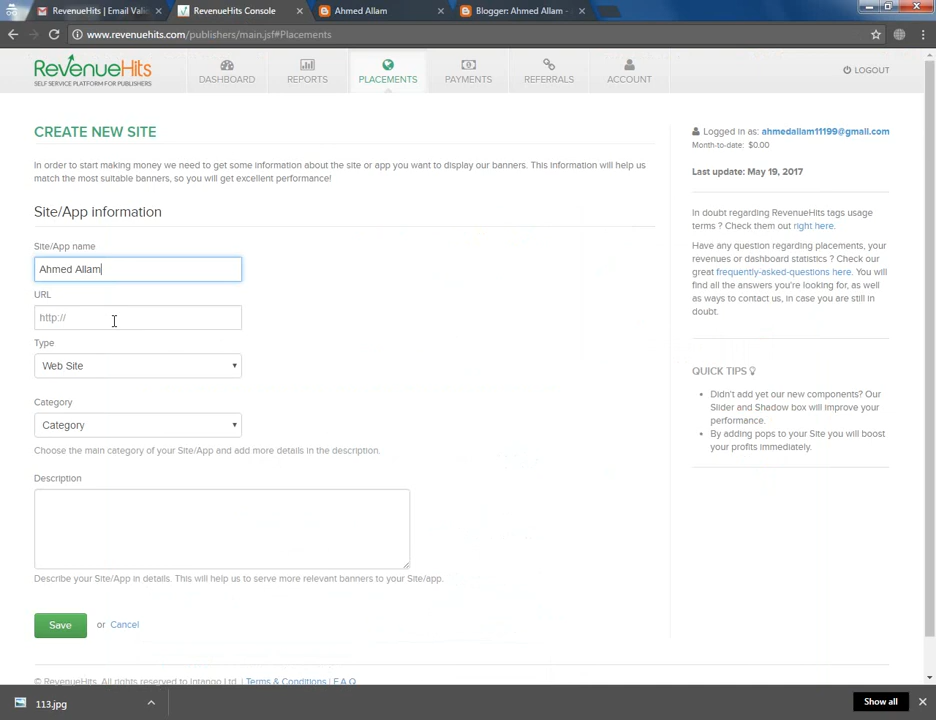 RevenueHits | Email Vali
RevenueHits Console
Ahmed Allam
Blogger: Ahmed Allam -
www.revenuehits.com/publishers/main.jsf#Placements
RevenueHits
SELF SERVICE PLATFORM FOR PUBLISHERS
DASHBOARD
REPORTS
PLACEMENTS
PAYMENTS
REFERRALS
ACCOUNT
LOGOUT
CREATE NEW SITE
In order to start making money we need to get some information about the site or app you want to display our banners. This information will help us
match the most suitable banners, so you will get excellent performance!
Site/App information
Site/App name
Ahmed Allam
URL
http://
Type
Web Site
Category
Category
Choose the main category of your Site/App and add more details in the description.
Description
Describe your Site/App in details. This will help us to serve more relevant banners to your Site/app.
Save or Cancel
Logged in as: ahmedallam11199@gmail.com
Month-to-date: $0.00
Last update: May 19, 2017
In doubt regarding RevenueHits tags usage
terms ? Check them out right here.
Have any question regarding placements, your
revenues or dashboard statistics ? Check our
great frequently-asked-questions here. You will
find all the answers you're looking for, as well
as ways to contact us, in case you are still in
doubt.
QUICK TIPS
Didn't add yet our new components? Our
Slider and Shadow box will improve your
performance.
By adding pops to your Site you will boost
your profits immediately.
© RevenueHits. All rights reserved to Intango Ltd. | Terms & Conditions | F.A.Q
113.jpg
Show all